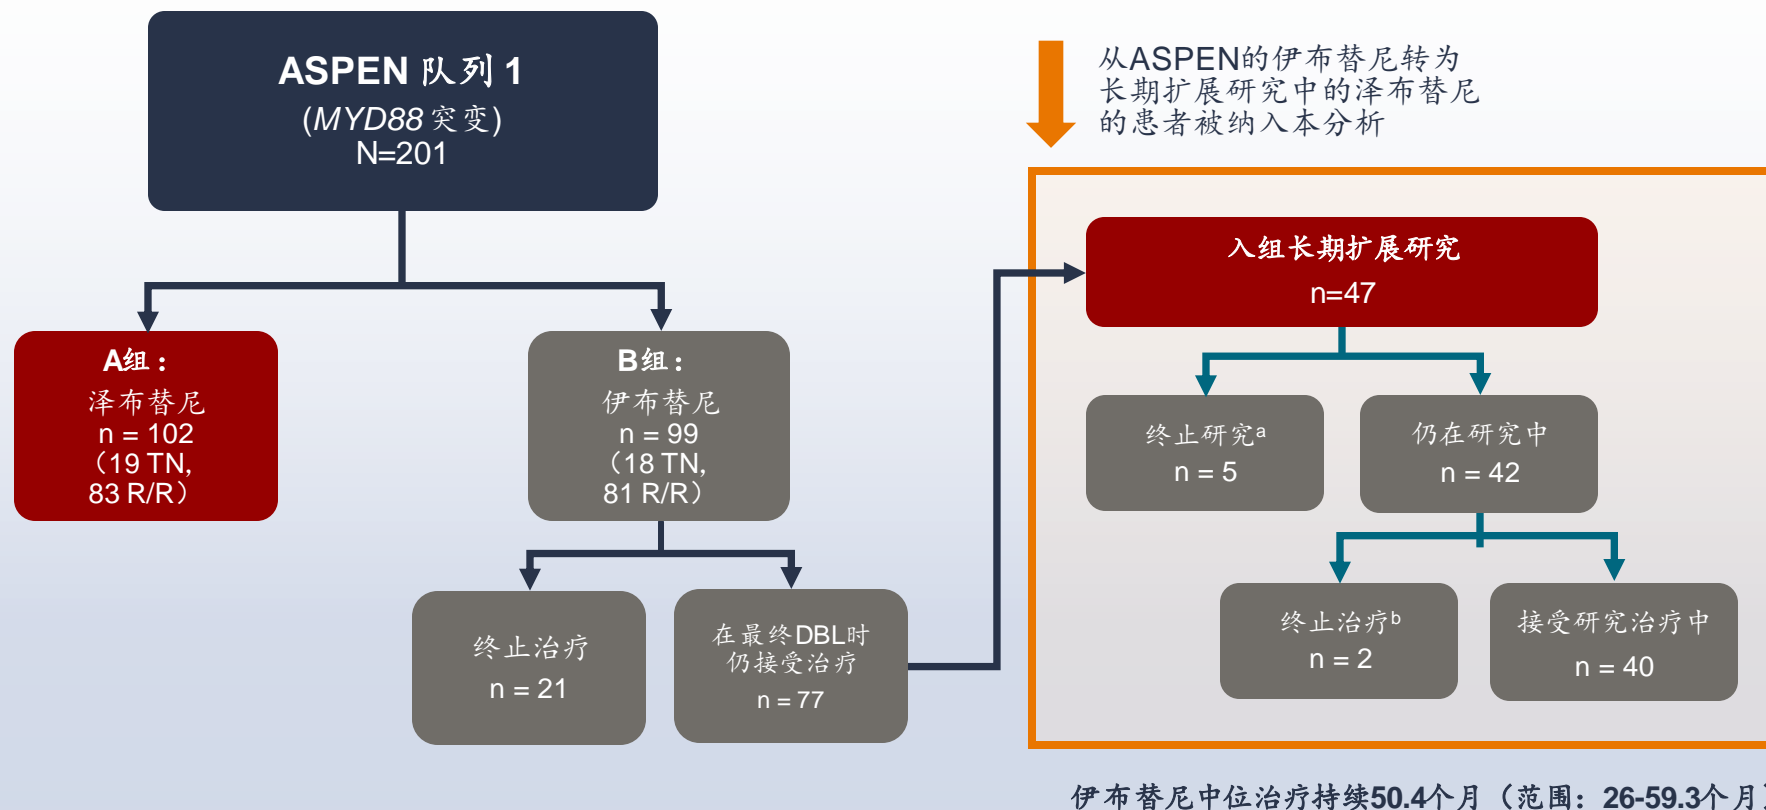 ASPEN 队列 1
(MYD88 突变)
N=201
从ASPEN的伊布替尼转为
长期扩展研究中的泽布替尼
的患者被纳入本分析
A组：
泽布替尼
n = 102
（19 TN,
83 R/R）
B组：
伊布替尼
n = 99
（18 TN,
81 R/R）
终止治疗
n = 21
在最终DBL时
仍接受治疗
n = 77
入组长期扩展研究
n=47
终止研究a
n = 5
仍在研究中
n = 42
终止治疗b
n = 2
接受研究治疗中
n = 40
伊布替尼中位治疗持续50.4个月（范围：26-59.3个月）